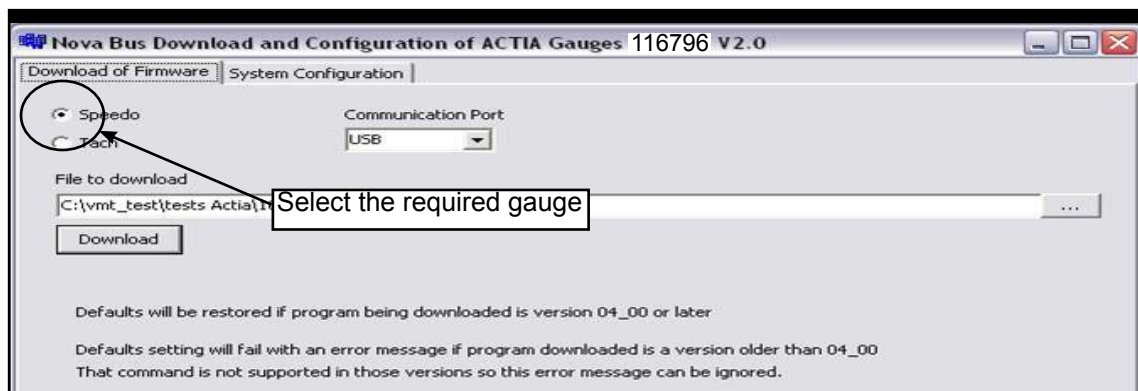 Nova Bus Download and Configuration of ACTIA Gauges 116796 V2.0
Download of Firmware System Configuration
Speedo Communication Port
Tach USB
File to download
C:\vmt_test\tests Actia\
Select the required gauge
...
Download
Defaults will be restored if program being downloaded is version 04_00 or later
Defaults setting will fail with an error message if program downloaded is a version older than 04_00
That command is not supported in those versions so this error message can be ignored.